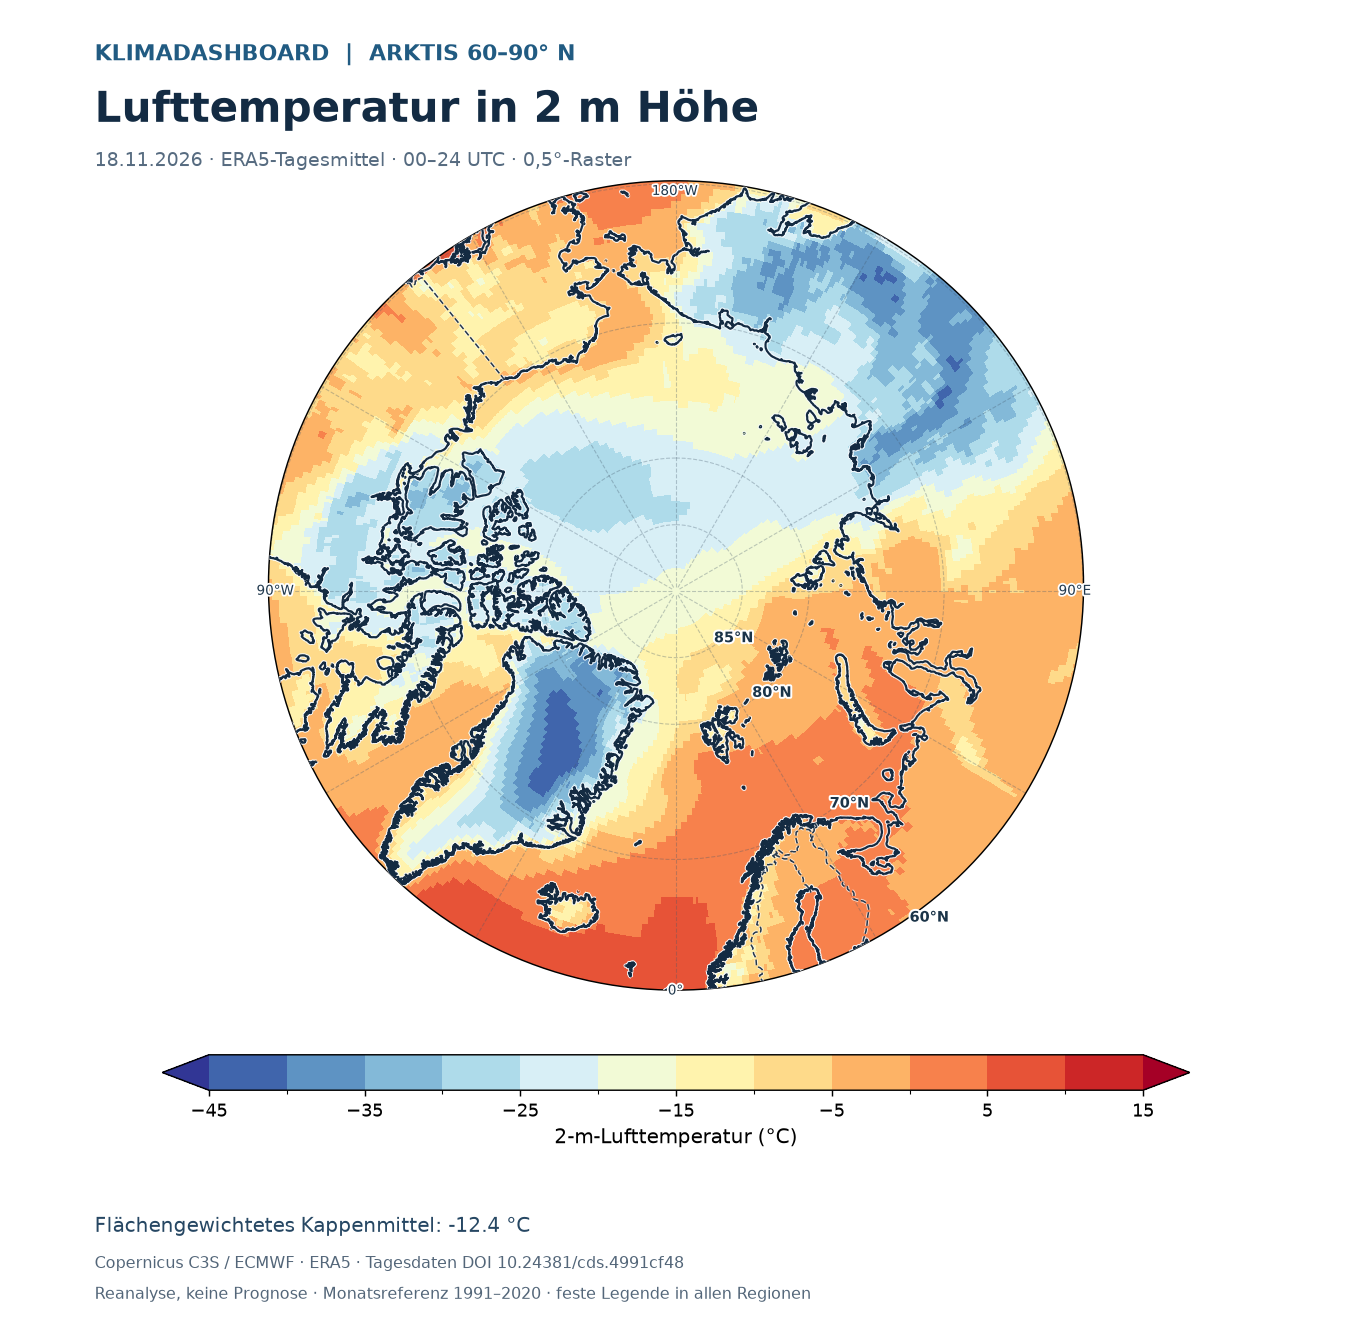 KLIMADASHBOARD | ARKTIS 60–90° N
Lufttemperatur in 2 m Höhe
18.11.2026 · ERA5-Tagesmittel · 00–24 UTC · 0,5°-Raster
180°W
90°W
90°E
85°N
80°N
70°N
60°N
0°
−45 −35 −25 −15 −5 5 15
2-m-Lufttemperatur (°C)
Flächengewichtetes Kappenmittel: -12.4 °C
Copernicus C3S / ECMWF · ERA5 · Tagesdaten DOI 10.24381/cds.4991cf48
Reanalyse, keine Prognose · Monatsreferenz 1991–2020 · feste Legende in allen Regionen